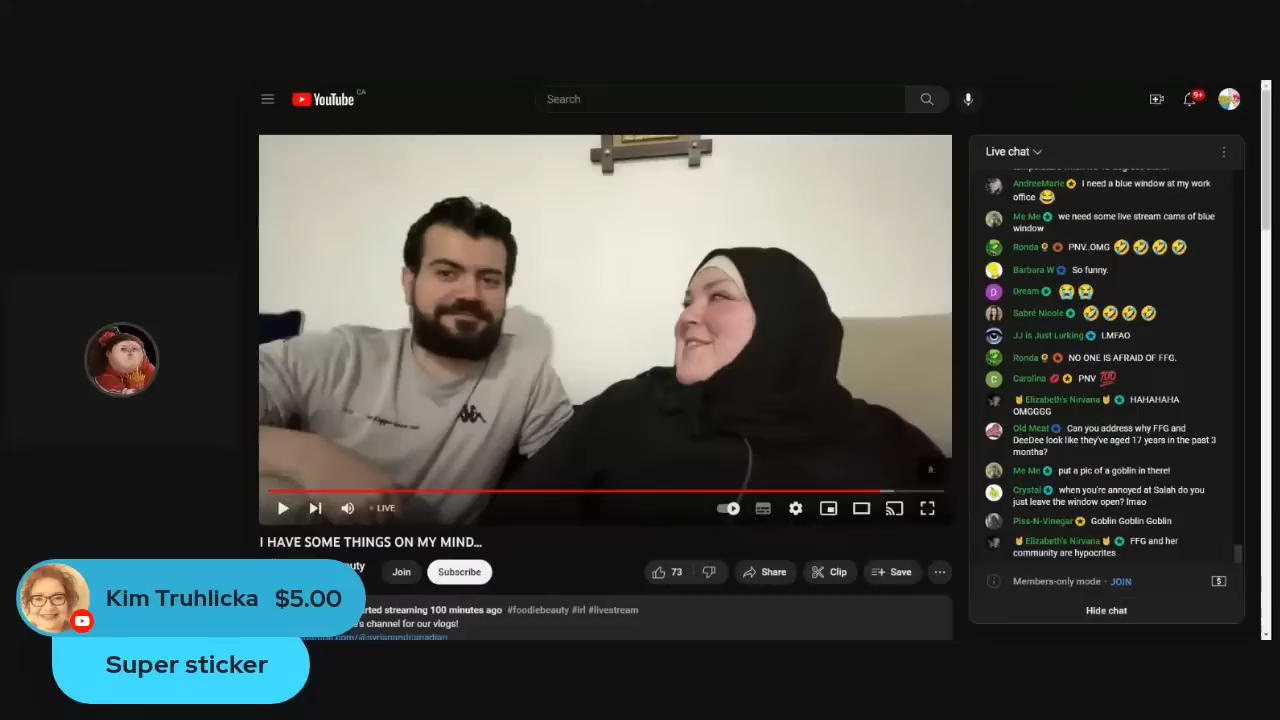 YouTube CA
Search
9+
Live chat
AndreeMarie I need a blue window at my work
office
Me Me we need some live stream cams of blue
window
Ronda PNV..OMG
Barbara W So funny.
D
Dream
Sabré Nicole
JJ is Just Lurking LMFAO
Ronda NO ONE IS AFRAID OF FFG.
C
Carolina PNV 100
Elizabeth's Nirvana HAHAHAHA
OMGGGG
Old Meat Can you address why FFG and
DeeDee look like they've aged 17 years in the past 3
months?
Me Me put a pic of a goblin in there!
Crystal when you're annoyed at Salah do you
just leave the window open? lmao
Piss-N-Vinegar Goblin Goblin Goblin
Elizabeth's Nirvana FFG and her
community are hypocrites
Members-only mode - JOIN
Hide chat
LIVE
I HAVE SOME THINGS ON MY MIND...
Join
Subscribe
73
Share
Clip
Save
rted streaming 100 minutes ago #foodiebeauty #irl #livestream
's channel for our vlogs!
Kim Truhlicka $5.00
Super sticker